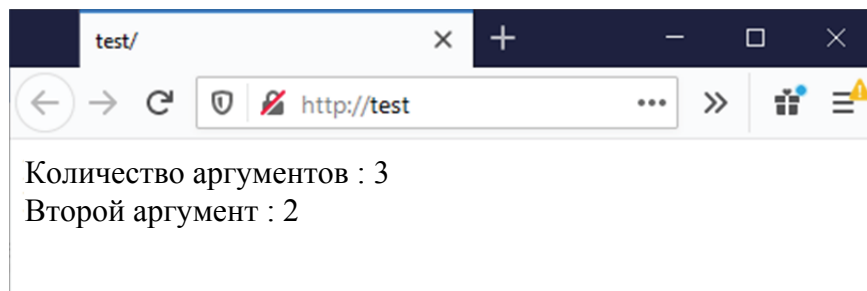 test/
http://test
Количество аргументов : 3
Второй аргумент : 2